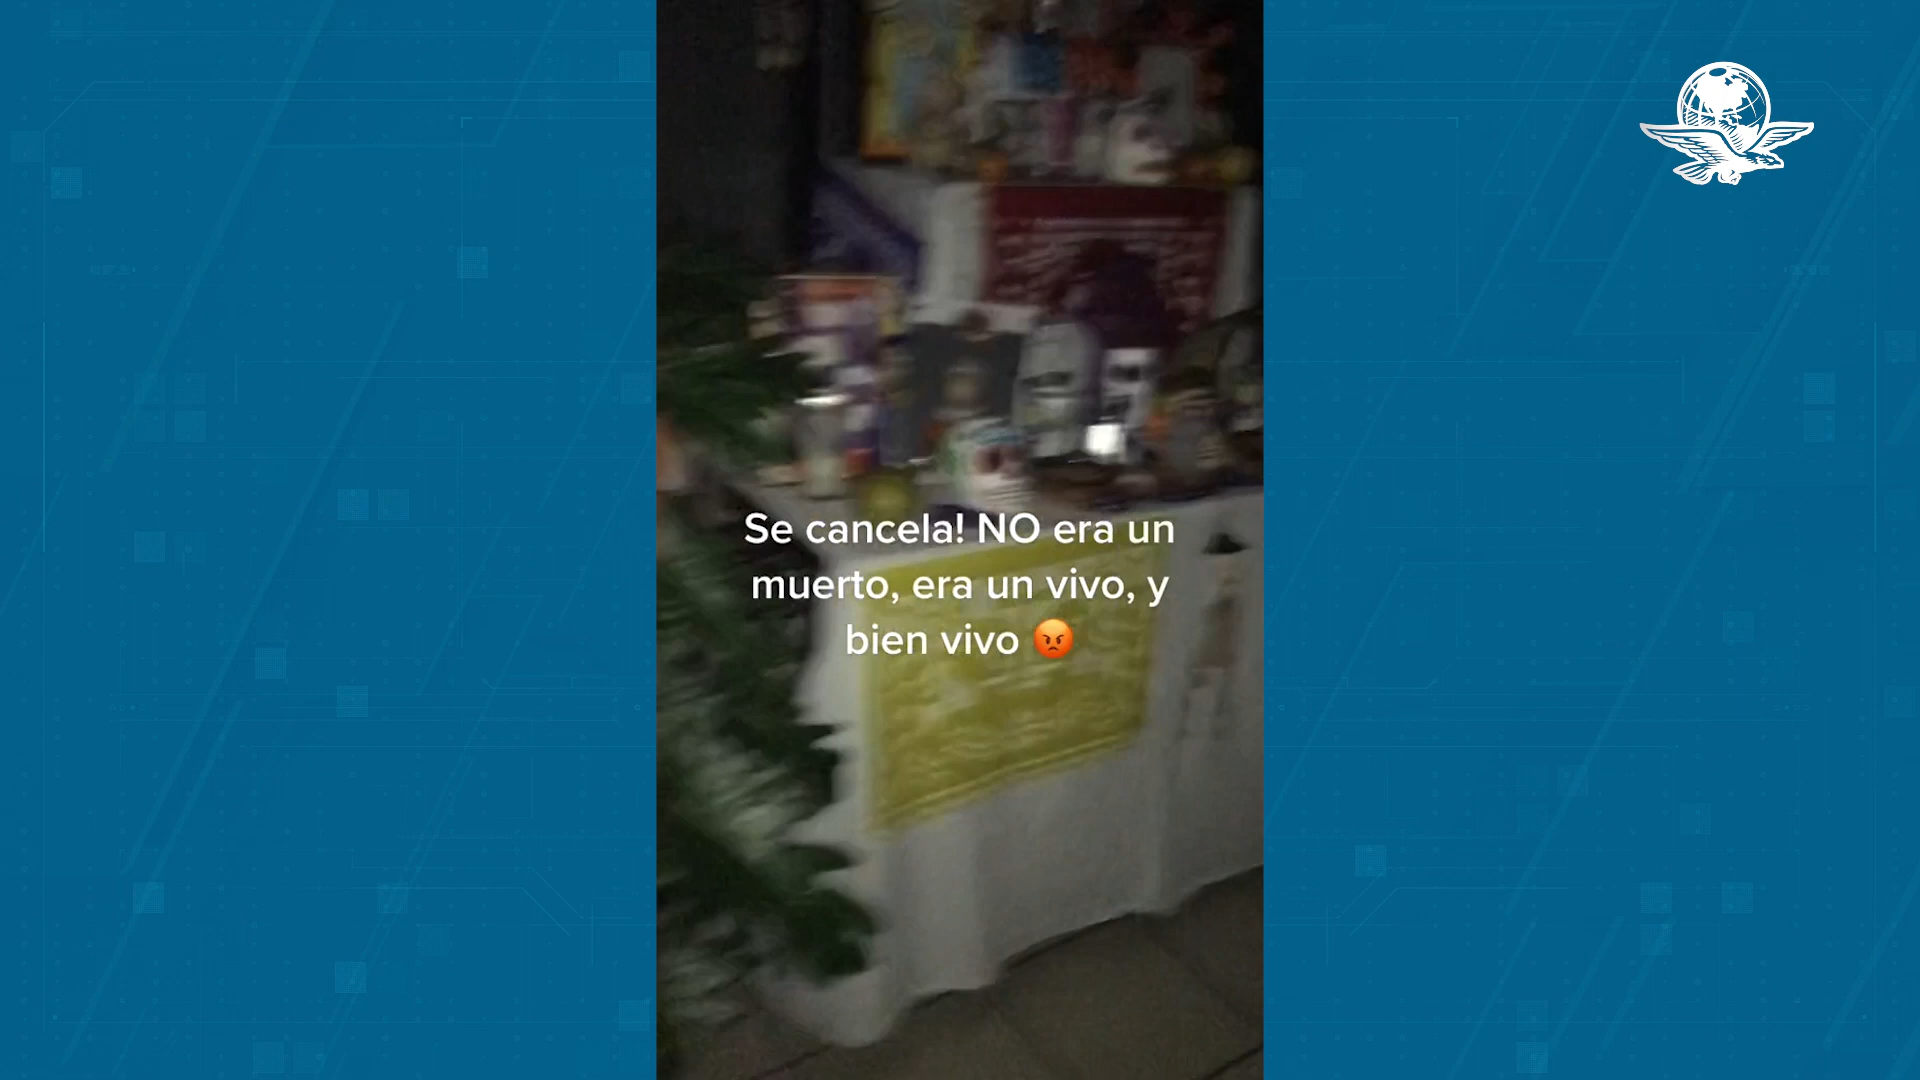 Se cancela! NO era un
muerto, era un vivo, y
bien vivo 😡